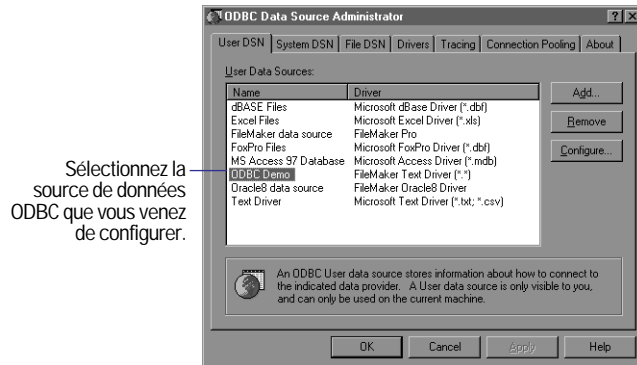 ODBC Data Source Administrator
User DSN System DSN File DSN Drivers Tracing Connection Pooling About
User Data Sources:
Name Driver
dBASE Files Microsoft dBase Driver (*.dbf)
Excel Files Microsoft Excel Driver (*.xls)
FileMaker data source FileMaker Pro
FoxPro Files Microsoft FoxPro Driver (*.dbf)
MS Access 97 Database Microsoft Access Driver (*.mdb)
ODBC Demo FileMaker Text Driver (*.*)
Oracle8 data source FileMaker Oracle8 Driver
Text Driver Microsoft Text Driver (*.txt; *.csv)
Add...
Remove
Configure...
Sélectionnez la
source de données
ODBC que vous venez
de configurer.
An ODBC User data source stores information about how to connect to
the indicated data provider. A User data source is only visible to you,
and can only be used on the current machine.
OK Cancel Apply Help